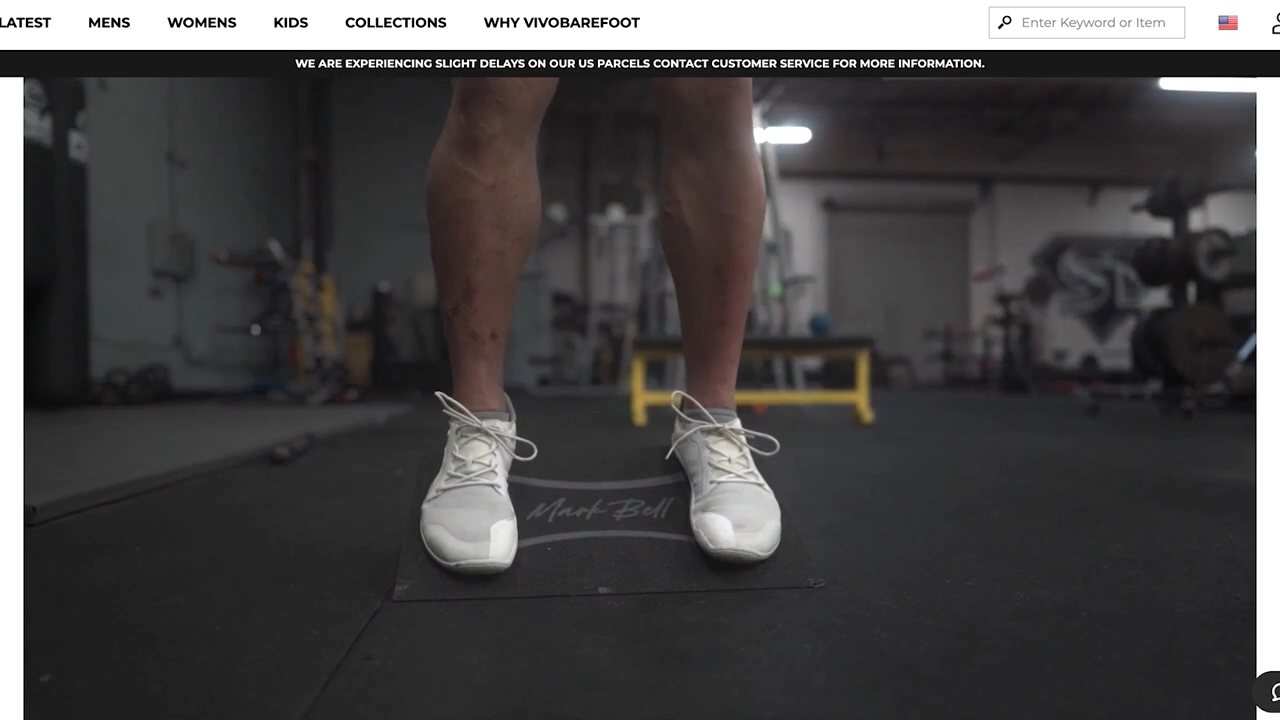 LATEST MENS WOMENS KIDS COLLECTIONS WHY VIVOBAREFOOT Enter Keyword or Item
WE ARE EXPERIENCING SLIGHT DELAYS ON OUR US PARCELS CONTACT CUSTOMER SERVICE FOR MORE INFORMATION.
Mark Bell